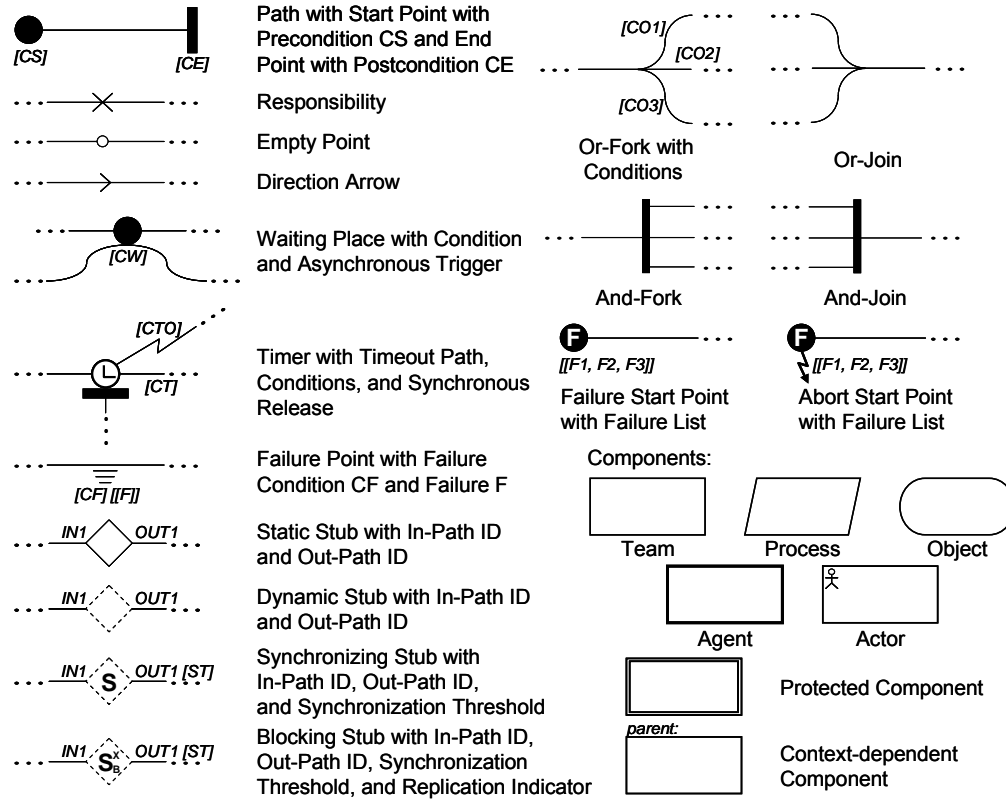 [CS]
[CE]
Path with Start Point with
Precondition CS and End
Point with Postcondition CE
Responsibility
Empty Point
Direction Arrow
[CW]
Waiting Place with Condition
and Asynchronous Trigger
[CTO]
[CT]
Timer with Timeout Path,
Conditions, and Synchronous
Release
[CF] [[F]]
Failure Point with Failure
Condition CF and Failure F
IN1 OUT1
Static Stub with In-Path ID
and Out-Path ID
IN1 OUT1
Dynamic Stub with In-Path ID
and Out-Path ID
IN1 S OUT1 [ST]
Synchronizing Stub with
In-Path ID, Out-Path ID,
and Synchronization Threshold
IN1 S X B OUT1 [ST]
Blocking Stub with In-Path ID,
Out-Path ID, Synchronization
Threshold, and Replication Indicator
[CO1]
[CO2]
[CO3]
Or-Fork with
Conditions
Or-Join
And-Fork
And-Join
F
[[F1, F2, F3]]
Failure Start Point
with Failure List
F
[[F1, F2, F3]]
Abort Start Point
with Failure List
Components:
Team
Process
Object
Agent
Actor
Protected Component
parent:
Context-dependent
Component